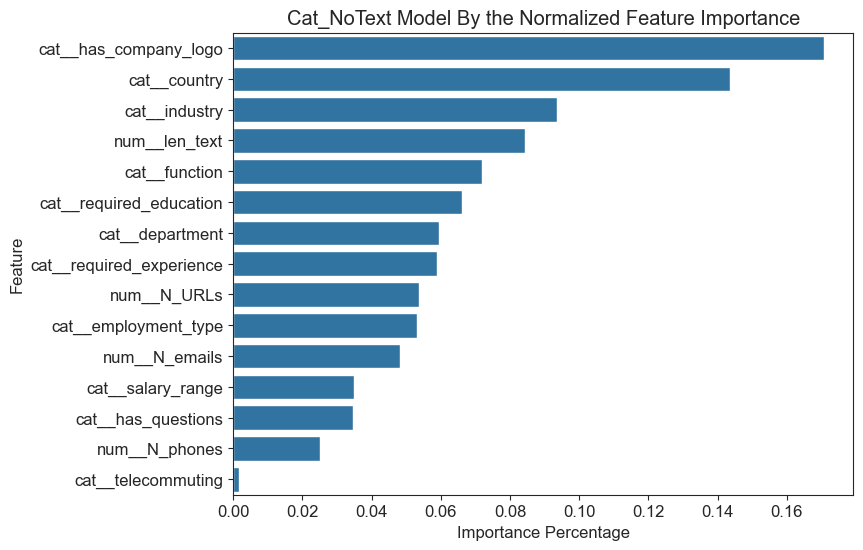 Cat_NoText Model By the Normalized Feature Importance
Feature
cat__has_company_logo
cat__country
cat__industry
num__len_text
cat__function
cat__required_education
cat__department
cat__required_experience
num__N_URLs
cat__employment_type
num__N_emails
cat__salary_range
cat__has_questions
num__N_phones
cat__telecommuting
0.00 0.02 0.04 0.06 0.08 0.10 0.12 0.14 0.16
Importance Percentage